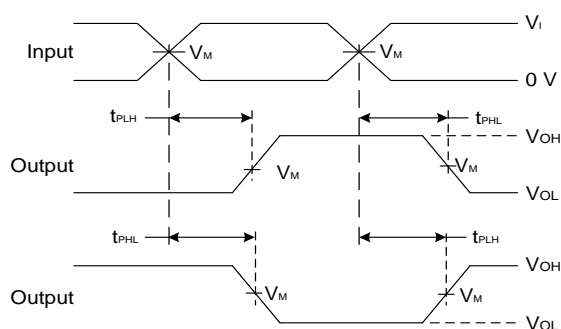 VI
Input VM VM
0 V
tPLH tPHL
VOH
Output VM VM
VOL
tPHL tPLH
VOH
VM VM
Output
VOL